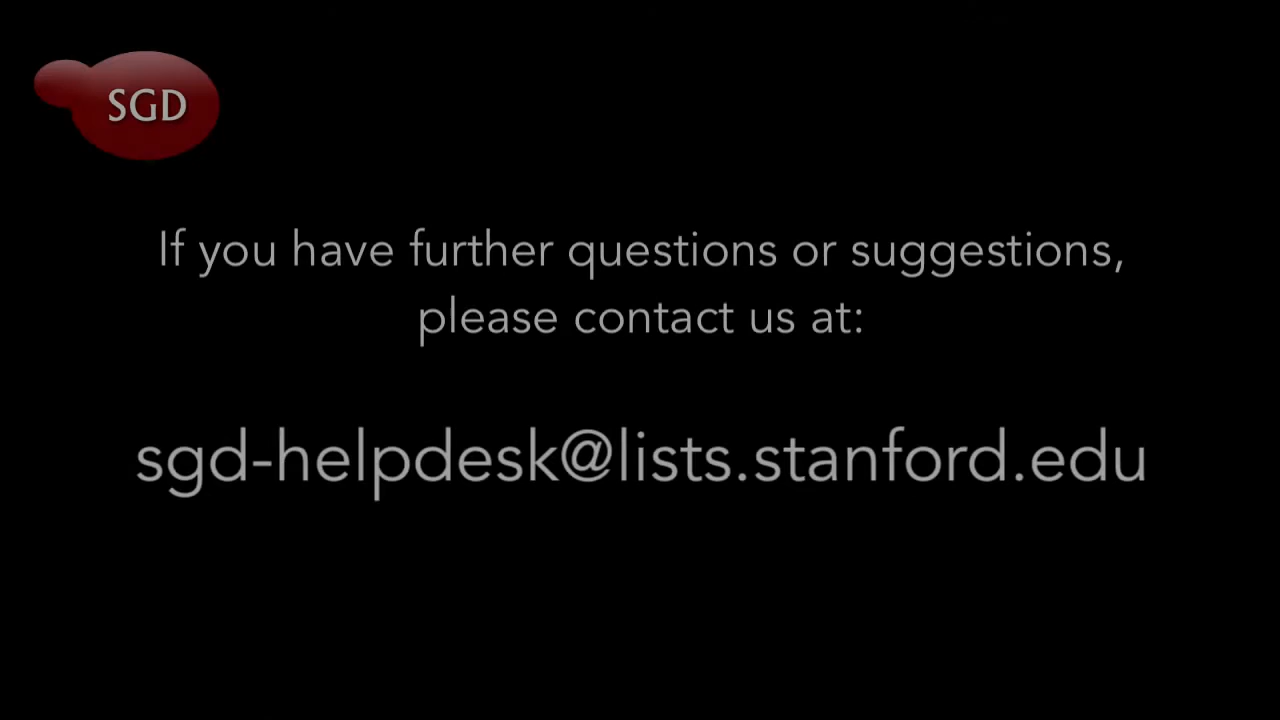 SGD
If you have further questions or suggestions,
please contact us at:
sgd-helpdesk@lists.stanford.edu